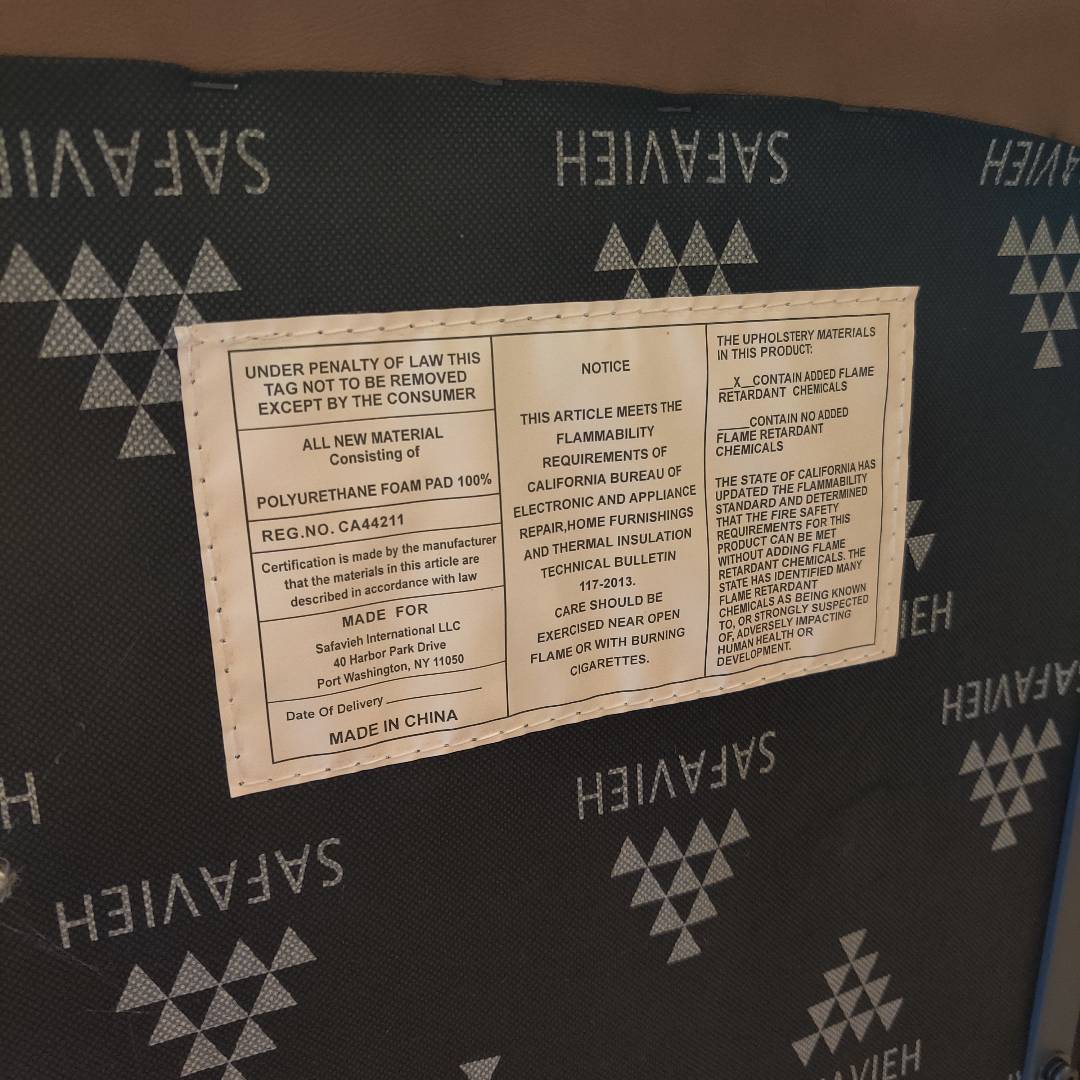 SAFAVIEH
SAFAVIEH
UNDER PENALTY OF LAW THIS
TAG NOT TO BE REMOVED
EXCEPT BY THE CONSUMER
ALL NEW MATERIAL
Consisting of
POLYURETHANE FOAM PAD 100%
REG.NO. CA44211
Certification is made by the manufacturer
that the materials in this article are
described in accordance with law
MADE FOR
Safavieh International LLC
40 Harbor Park Drive
Port Washington, NY 11050
Date Of Delivery ____________
MADE IN CHINA
NOTICE
THIS ARTICLE MEETS THE
FLAMMABILITY
REQUIREMENTS OF
CALIFORNIA BUREAU OF
ELECTRONIC AND APPLIANCE
REPAIR,HOME FURNISHINGS
AND THERMAL INSULATION
TECHNICAL BULLETIN
117-2013.
CARE SHOULD BE
EXERCISED NEAR OPEN
FLAME OR WITH BURNING
CIGARETTES.
THE UPHOLSTERY MATERIALS
IN THIS PRODUCT:
__X__CONTAIN ADDED FLAME
RETARDANT CHEMICALS
_____CONTAIN NO ADDED
FLAME RETARDANT
CHEMICALS
THE STATE OF CALIFORNIA HAS
UPDATED THE FLAMMABILITY
STANDARD AND DETERMINED
THAT THE FIRE SAFETY
REQUIREMENTS FOR THIS
PRODUCT CAN BE MET
WITHOUT ADDING FLAME
RETARDANT CHEMICALS. THE
STATE HAS IDENTIFIED MANY
FLAME RETARDANT
CHEMICALS AS BEING KNOWN
TO, OR STRONGLY SUSPECTED
OF, ADVERSELY IMPACTING
HUMAN HEALTH OR
DEVELOPMENT.
SAFAVIEH
SAFAVIEH
SAFAVIEH